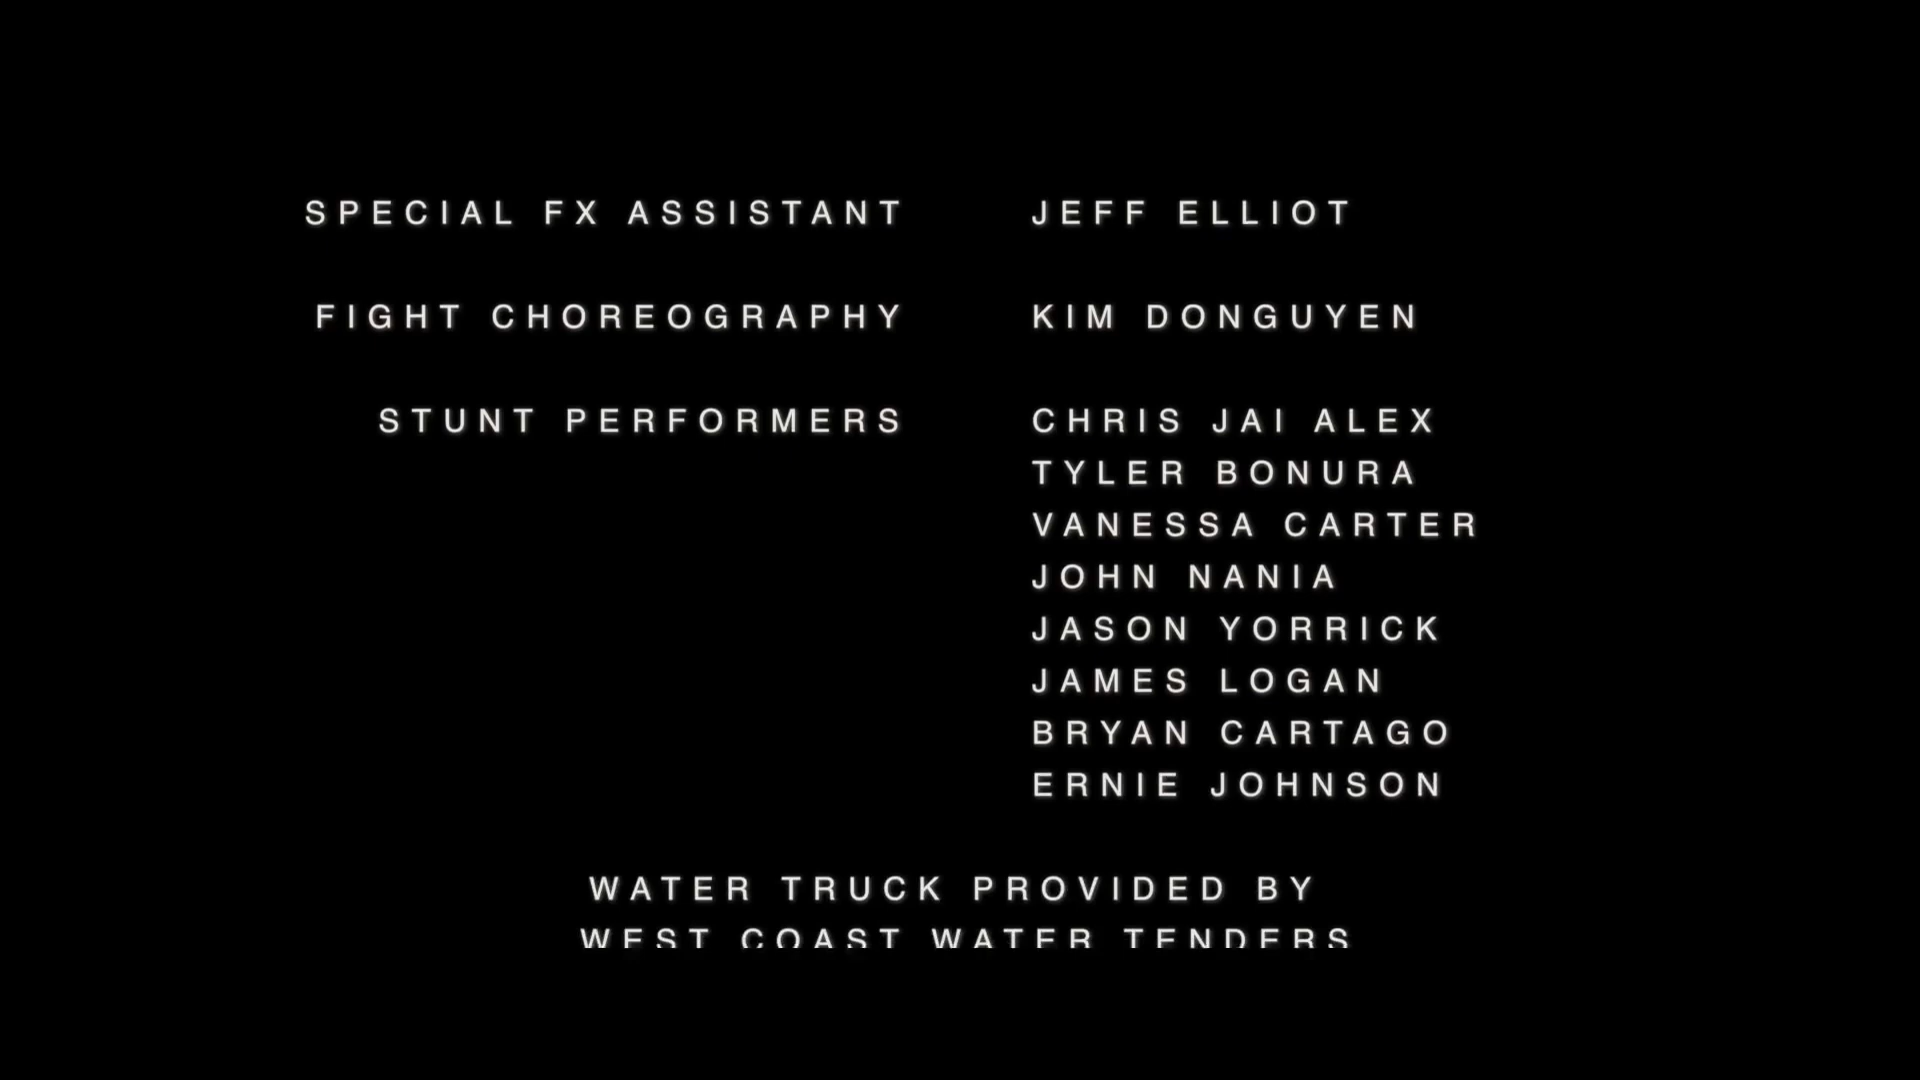 SPECIAL FX ASSISTANT JEFF ELLIOT
FIGHT CHOREOGRAPHY KIM DONGUYEN
STUNT PERFORMERS CHRIS JAI ALEX
TYLER BONURA
VANESSA CARTER
JOHN NANIA
JASON YORRICK
JAMES LOGAN
BRYAN CARTAGO
ERNIE JOHNSON
WATER TRUCK PROVIDED BY
WEST COAST WATER TENDERS